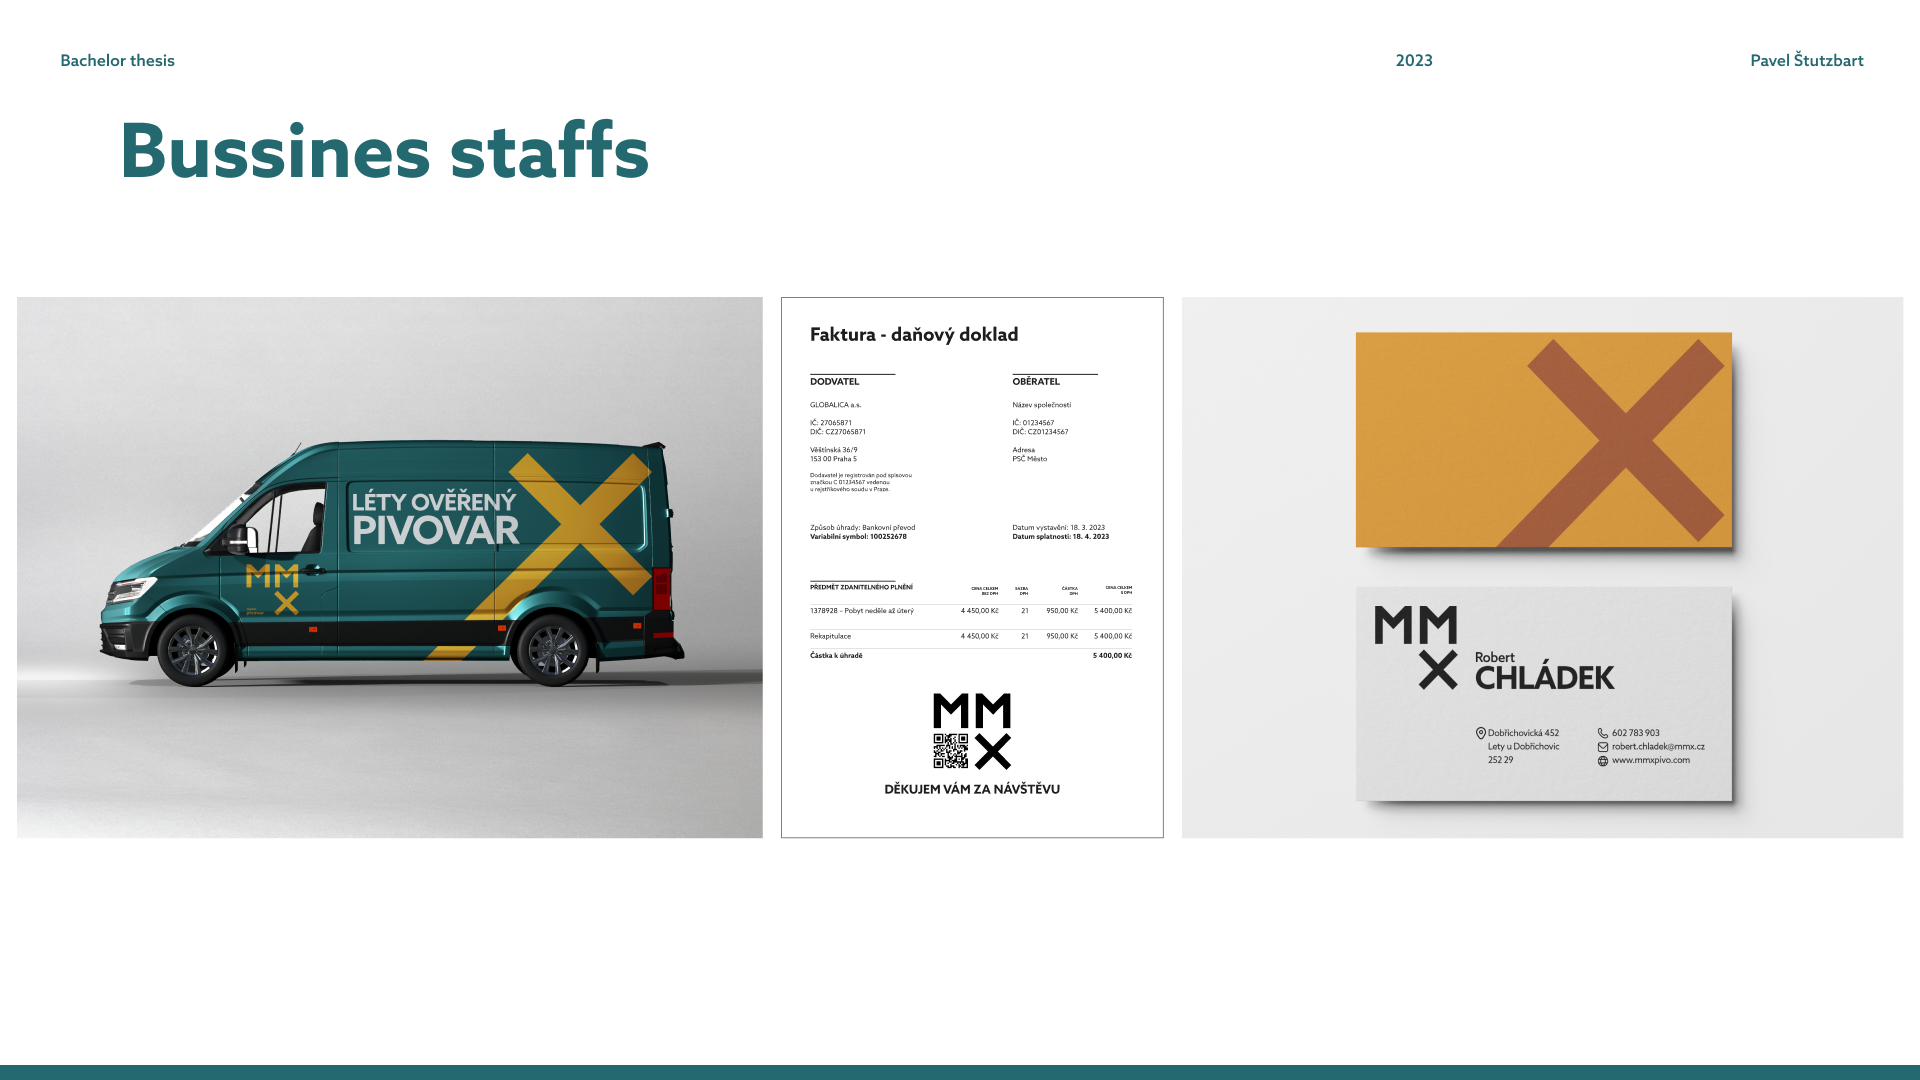 Bachelor thesis
2023
Pavel Štutzbart
Bussines staffs
LÉTY OVĚŘENÝ
PIVOVAR
MM
X
Faktura - daňový doklad
DODVATEL
GLOBALICA a.s.
IČ: 27065871
DIČ: CZ27065871
Věštínská 36/9
153 00 Praha 5
Dodavatel je registrován pod spisovou
značkou C 01234567 vedenou
u rejstříkového soudu v Praze.
OBĚRATEL
Název společnosti
IČ: 01234567
DIČ: CZ01234567
Adresa
PSČ Město
Způsob úhrady: Bankovní převod
Variabilní symbol: 100252678
Datum vystavění: 18. 3. 2023
Datum splatnosti: 18. 4. 2023
PŘEDMĚT ZDANITELNÉHO PLNĚNÍ
CENA CELKEM
BEZ DPH
SAZBA
DPH
ČÁSTKA
DPH
CENA CELKEM
S DPH
1378928 – Pobyt neděle až úterý 4 450,00 Kč 21 950,00 Kč 5 400,00 Kč
Rekapitulace 4 450,00 Kč 21 950,00 Kč 5 400,00 Kč
Částka k úhradě 5 400,00 Kč
MM
X
DĚKUJEM VÁM ZA NÁVŠTĚVU
MM
X
Robert
CHLÁDEK
Dobřichovická 452
Lety u Dobřichovic
252 29
602 783 903
robert.chladek@mmx.cz
www.mmxpivo.com